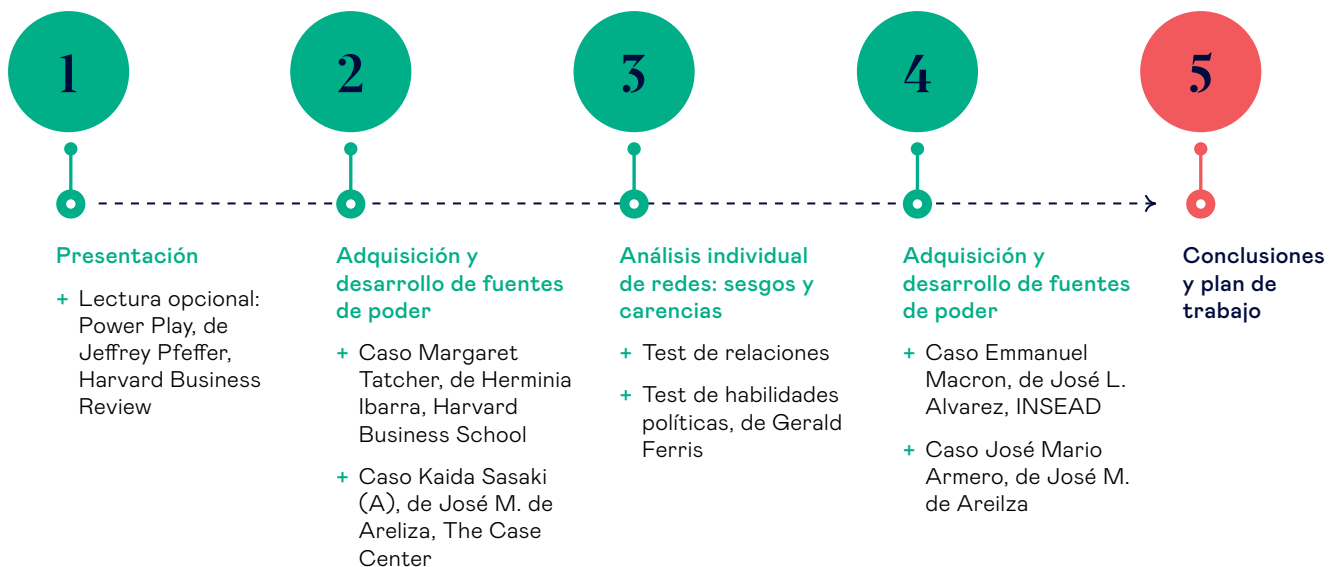 1
Presentación
+ Lectura opcional:
Power Play, de
Jeffrey Pfeffer,
Harvard Business
Review
2
Adquisición y
desarrollo de fuentes
de poder
+ Caso Margaret
Tatcher, de Herminia
Ibarra, Harvard
Business School
+ Caso Kaida Sasaki
(A), de José M. de
Areliza, The Case
Center
3
Análisis individual
de redes: sesgos y
carencias
+ Test de relaciones
+ Test de habilidades
políticas, de Gerald
Ferris
4
Adquisición y
desarrollo de fuentes
de poder
+ Caso Emmanuel
Macron, de José L.
Alvarez, INSEAD
+ Caso José Mario
Armero, de José M.
de Areilza
5
Conclusiones
y plan de
trabajo